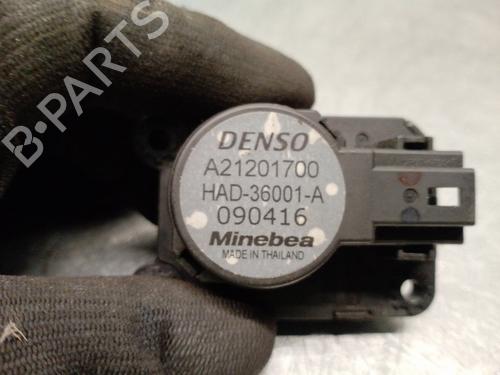 DENSO
A21201700
HAD-36001-A
090416
Minebea
MADE IN THAILAND
B-PARTS